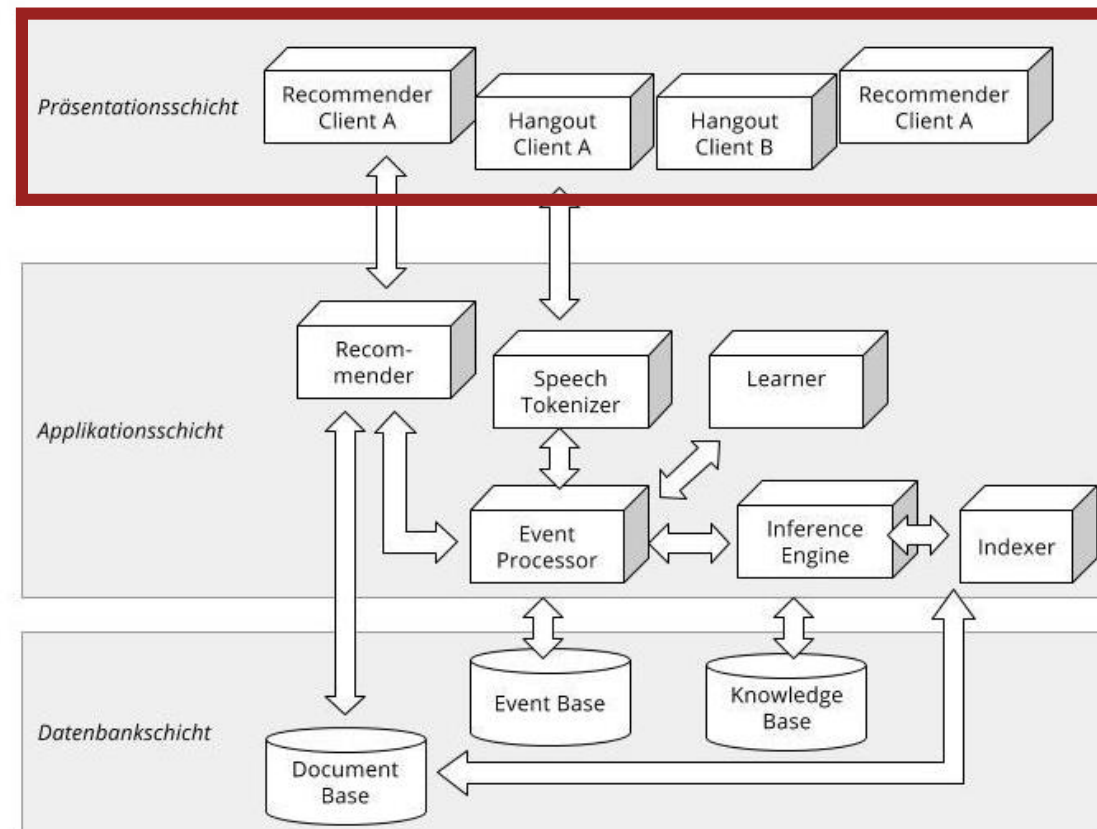 Präsentationsschicht
Recommender
Client A
Hangout
Client A
Hangout
Client B
Recommender
Client A
Applikationsschicht
Recom-
mender
Speech
Tokenizer
Learner
Event
Processor
Inference
Engine
Indexer
Datenbankschicht
Event Base
Knowledge
Base
Document
Base